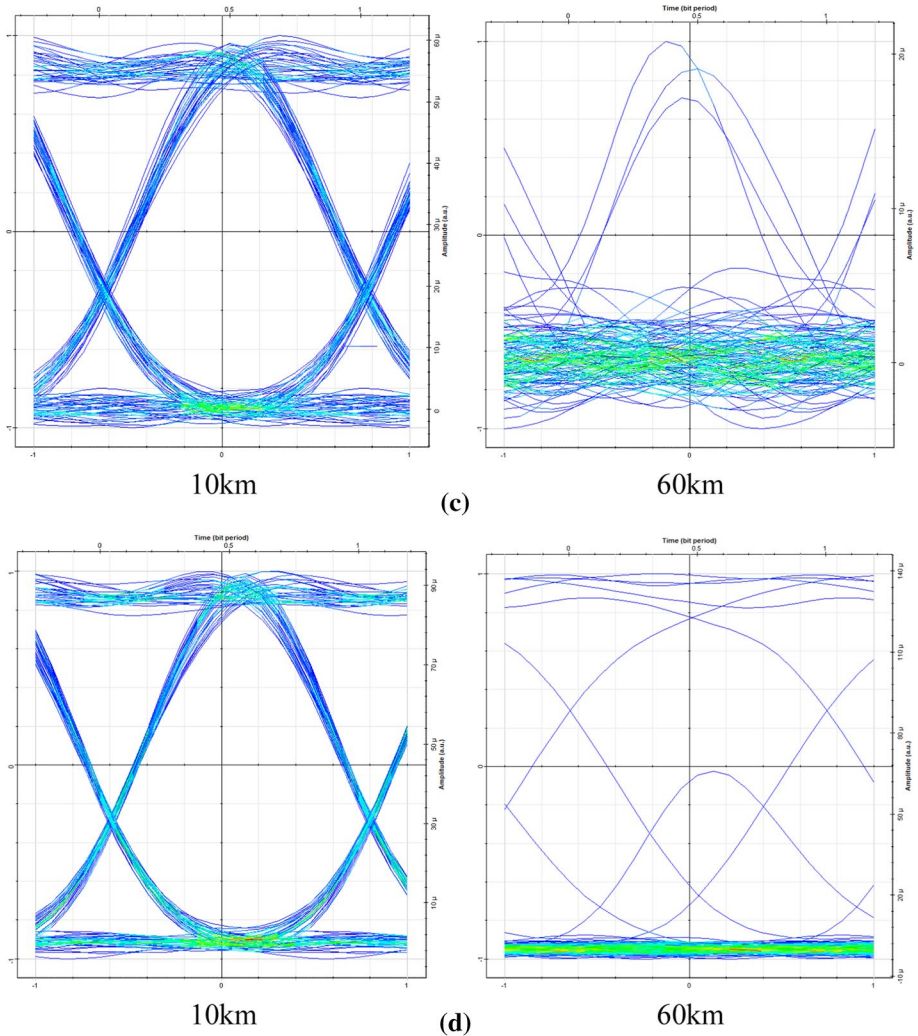 Time (bit period)
0 0.5 1
1
0
-1
60 µ
50 µ
40 µ
30 µ
20 µ
10 µ
0
Amplitude (a.u.)
-1 0 1
10km
Time (bit period)
0 0.5 1
1
0
-1
20 µ
10 µ
0
Amplitude (a.u.)
-1 0 1
60km
(c)
Time (bit period)
0 0.5 1
1
0
-1
90 µ
70 µ
50 µ
30 µ
10 µ
Amplitude (a.u.)
-1 0 1
10km
Time (bit period)
0 0.5 1
1
0
-1
140 µ
110 µ
80 µ
50 µ
20 µ
-10 µ
Amplitude (a.u.)
-1 0 1
60km
(d)